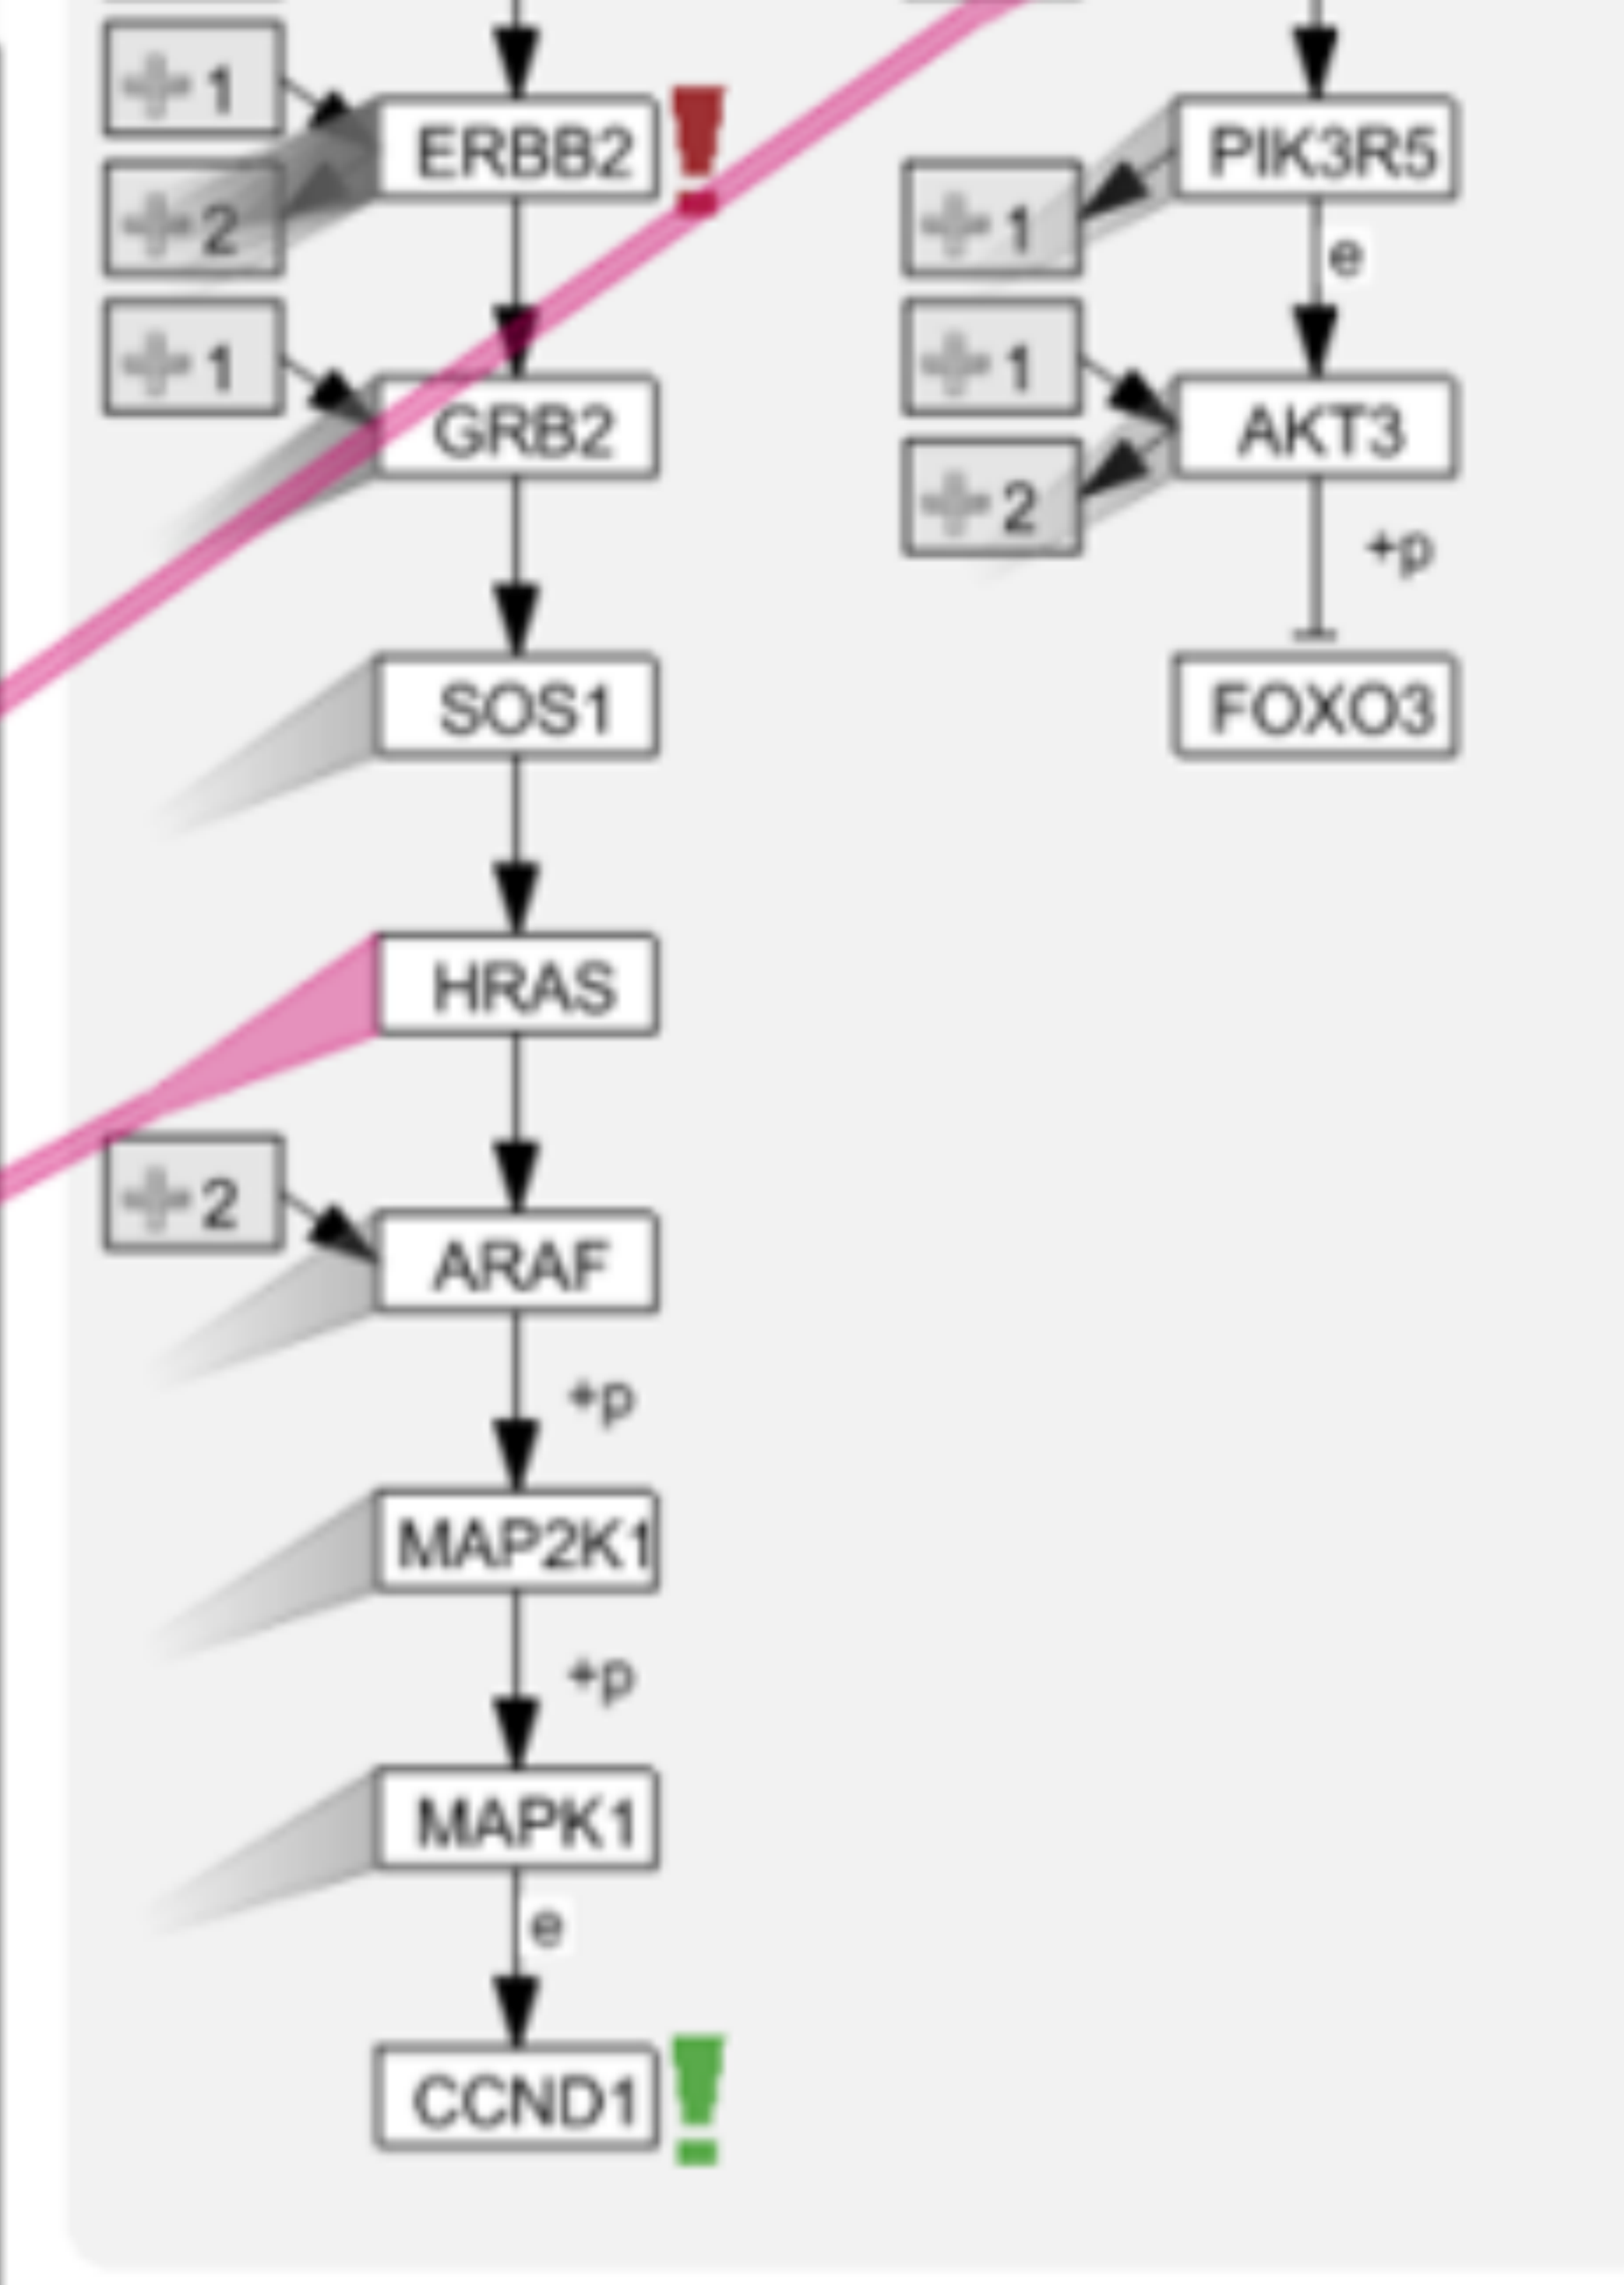 + 1
ERBB2 !
+ 2
+ 1
GRB2
SOS1
HRAS
+ 2
ARAF
+p
MAP2K1
+p
MAPK1
e
CCND1 !
PIK3R5
+ 1
e
+ 1
AKT3
+ 2
+p
FOXO3